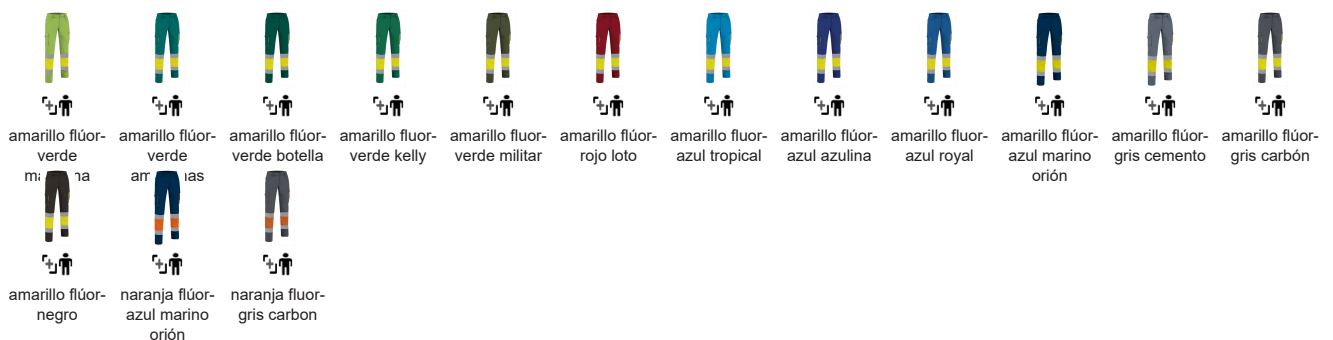 amarillo flúor-
verde
amarillo flúor-
verde
amarillo flúor-
verde botella
amarillo fluor-
verde kelly
amarillo fluor-
verde militar
amarillo flúor-
rojo loto
amarillo fluor-
azul tropical
amarillo flúor-
azul azulina
amarillo flúor-
azul royal
amarillo flúor-
azul marino
orión
amarillo flúor-
gris cemento
amarillo flúor-
gris carbón
amarillo flúor-
negro
naranja flúor-
azul marino
orión
naranja fluor-
gris carbon